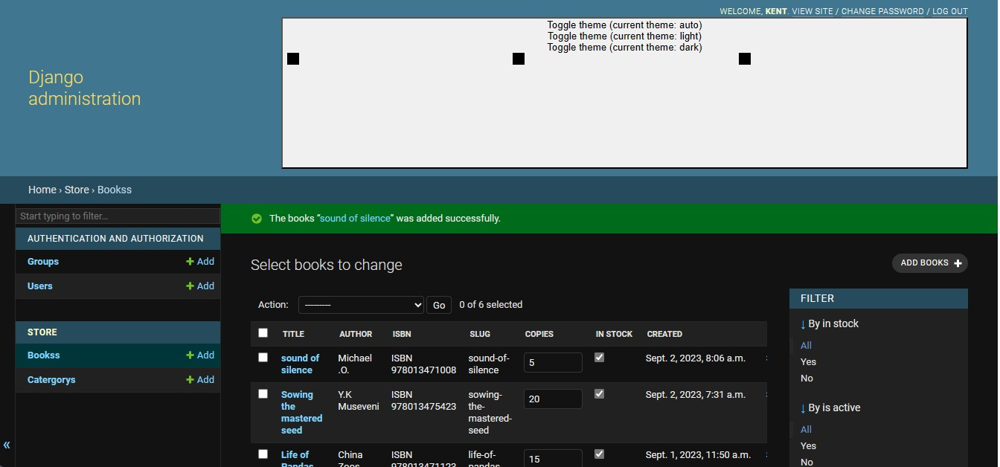 WELCOME, KENT. VIEW SITE / CHANGE PASSWORD / LOG OUT
Toggle theme (current theme: auto)
Toggle theme (current theme: light)
Toggle theme (current theme: dark)
Django
administration
Home › Store › Bookss
Start typing to filter...
AUTHENTICATION AND AUTHORIZATION
Groups + Add
Users + Add
STORE
Bookss + Add
Catergorys + Add
«
The books “sound of silence” was added successfully.
Select books to change
ADD BOOKS +
Action: --------- Go 0 of 6 selected
TITLE AUTHOR ISBN SLUG COPIES IN STOCK CREATED
sound of Michael ISBN sound-of- 5 Sept. 2, 2023, 8:06 a.m.
silence .O. 978013471008 silence
Sowing Y.K ISBN sowing- 20 Sept. 2, 2023, 7:31 a.m.
the Museveni 978013475423 the-
mastered mastered-
seed seed
Life of China ISBN life-of- 15 Sept. 1, 2023, 11:50 a.m.
Pandas Zoos 978013471123 pandas
FILTER
↓ By in stock
All
Yes
No
↓ By is active
All
Yes
No